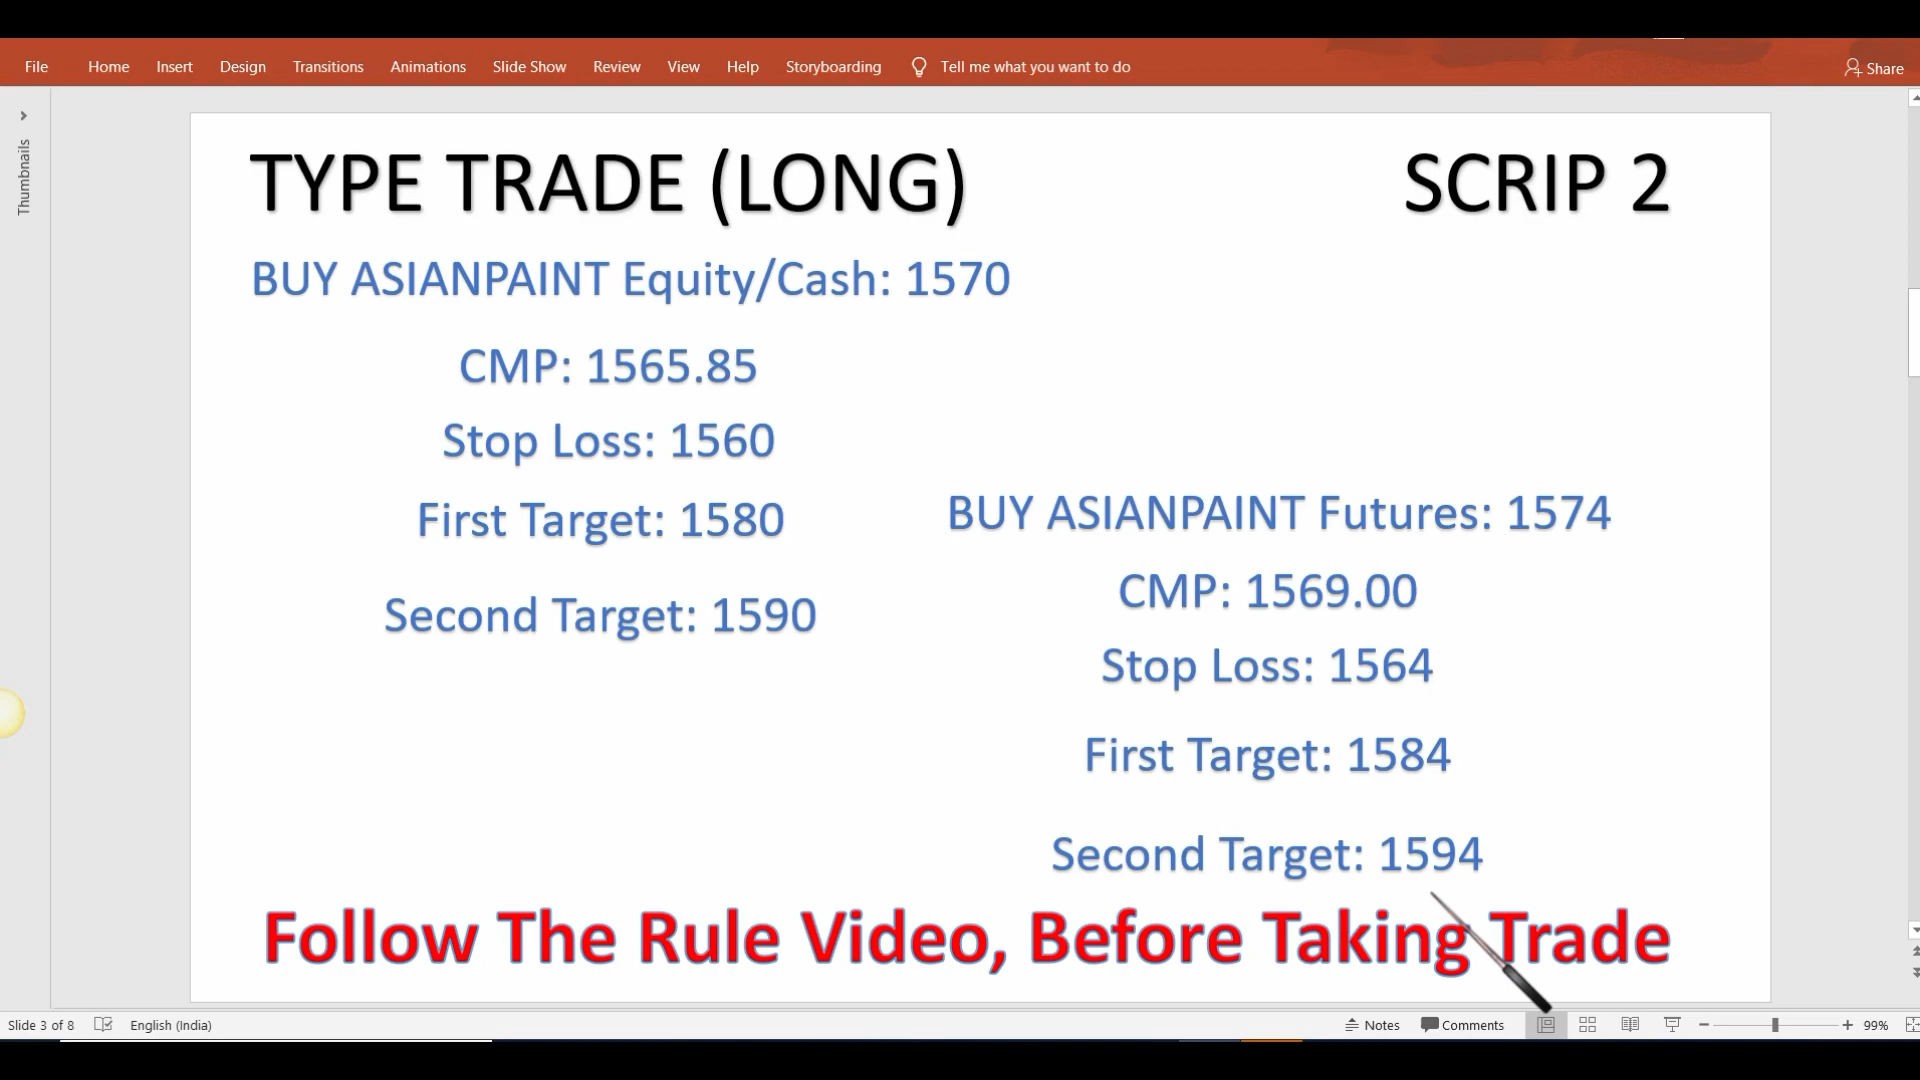 File Home Insert Design Transitions Animations Slide Show Review View Help Storyboarding Tell me what you want to do Share
Thumbnails
TYPE TRADE (LONG) SCRIP 2
BUY ASIANPAINT Equity/Cash: 1570
CMP: 1565.85
Stop Loss: 1560
First Target: 1580
Second Target: 1590
BUY ASIANPAINT Futures: 1574
CMP: 1569.00
Stop Loss: 1564
First Target: 1584
Second Target: 1594
Follow The Rule Video, Before Taking Trade
Slide 3 of 8 English (India) Notes Comments 99%